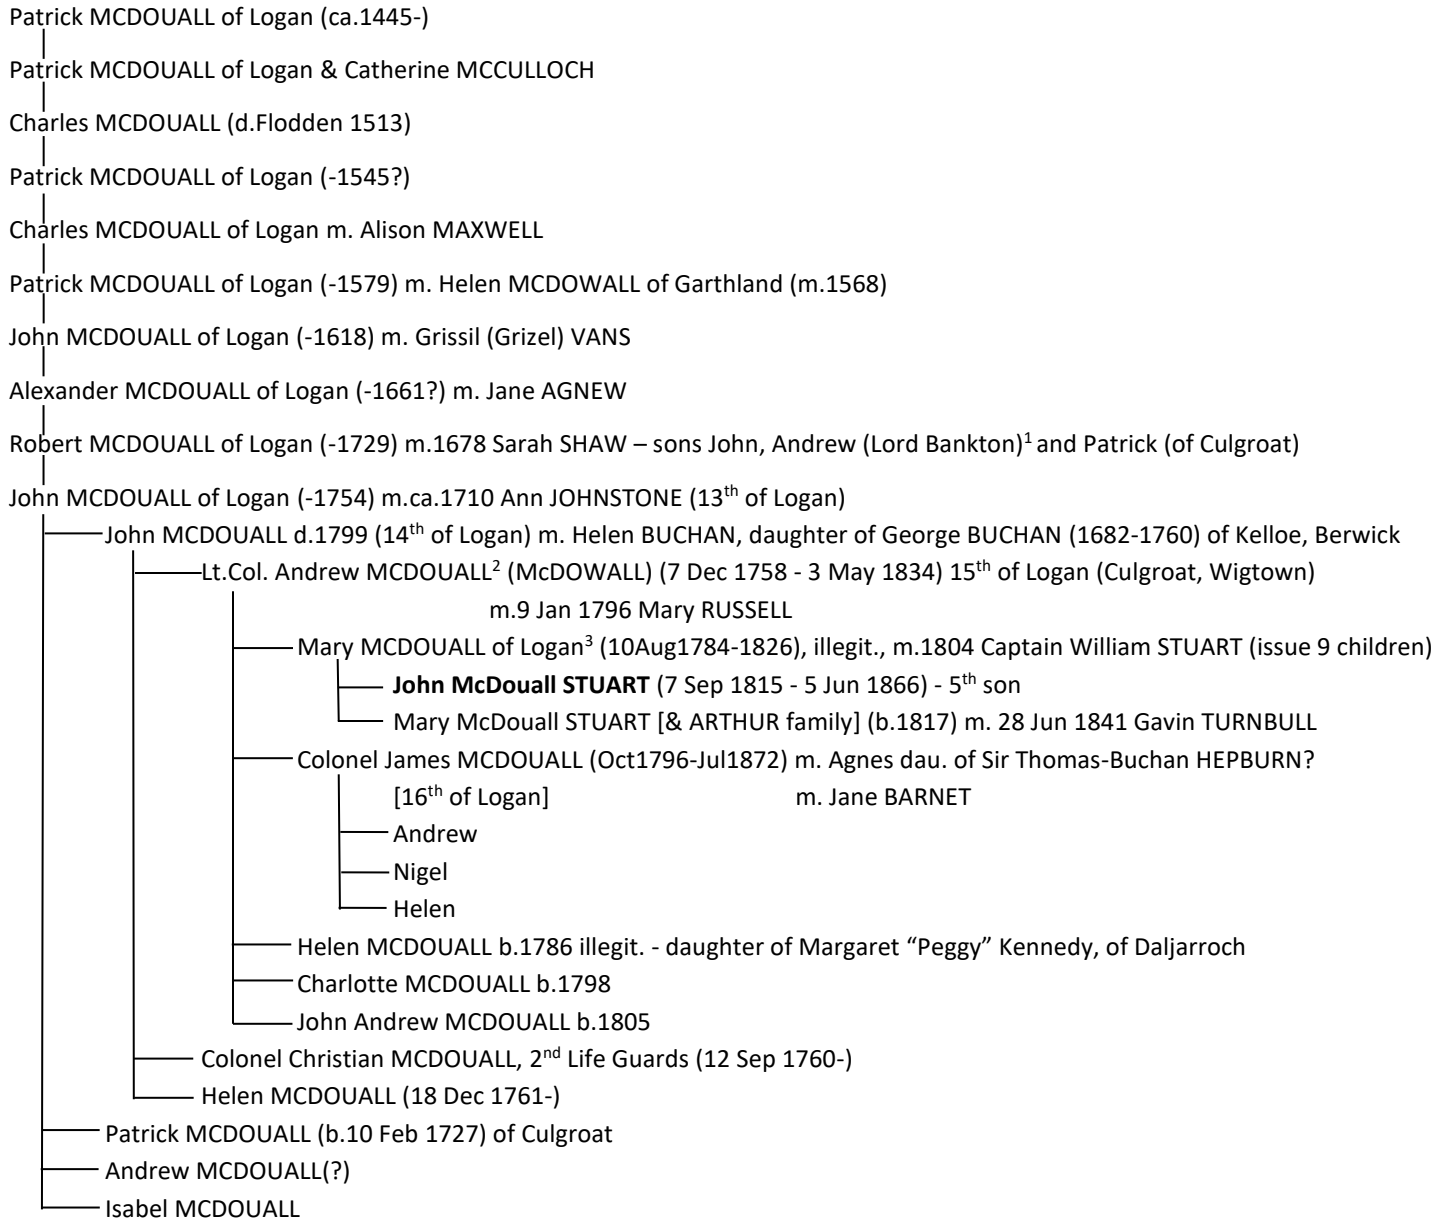 Patrick MCDOUALL of Logan (ca.1445-)
Patrick MCDOUALL of Logan & Catherine MCCULLOCH
Charles MCDOUALL (d.Flodden 1513)
Patrick MCDOUALL of Logan (-1545?)
Charles MCDOUALL of Logan m. Alison MAXWELL
Patrick MCDOUALL of Logan (-1579) m. Helen MCDOWALL of Garthland (m.1568)
John MCDOUALL of Logan (-1618) m. Grissil (Grizel) VANS
Alexander MCDOUALL of Logan (-1661?) m. Jane AGNEW
Robert MCDOUALL of Logan (-1729) m.1678 Sarah SHAW – sons John, Andrew (Lord Bankton)¹ and Patrick (of Culgroat)
John MCDOUALL of Logan (-1754) m.ca.1710 Ann JOHNSTONE (13th of Logan)
John MCDOUALL d.1799 (14th of Logan) m. Helen BUCHAN, daughter of George BUCHAN (1682-1760) of Kelloe, Berwick
Lt.Col. Andrew MCDOUALL² (McDOWALL) (7 Dec 1758 - 3 May 1834) 15th of Logan (Culgroat, Wigtown)
m.9 Jan 1796 Mary RUSSELL
Mary MCDOUALL of Logan³ (10Aug1784-1826), illegit., m.1804 Captain William STUART (issue 9 children)
John McDouall STUART (7 Sep 1815 - 5 Jun 1866) - 5th son
Mary McDouall STUART [& ARTHUR family] (b.1817) m. 28 Jun 1841 Gavin TURNBULL
Colonel James MCDOUALL (Oct1796-Jul1872) m. Agnes dau. of Sir Thomas-Buchan HEPBURN?
[16th of Logan] m. Jane BARNET
Andrew
Nigel
Helen
Helen MCDOUALL b.1786 illegit. - daughter of Margaret “Peggy” Kennedy, of Daljarroch
Charlotte MCDOUALL b.1798
John Andrew MCDOUALL b.1805
Colonel Christian MCDOUALL, 2nd Life Guards (12 Sep 1760-)
Helen MCDOUALL (18 Dec 1761-)
Patrick MCDOUALL (b.10 Feb 1727) of Culgroat
Andrew MCDOUALL(?)
Isabel MCDOUALL